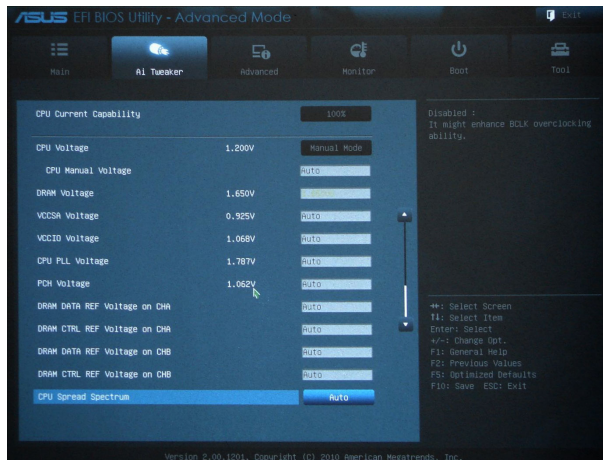 ASUS EFI BIOS Utility - Advanced Mode
Exit
Main
Ai Tweaker
Advanced
Monitor
Boot
Tool
CPU Current Capability 100%
CPU Voltage 1.200V Manual Mode
CPU Manual Voltage Auto
DRAM Voltage 1.650V
VCCSA Voltage 0.925V Auto
VCCIO Voltage 1.068V Auto
CPU PLL Voltage 1.787V Auto
PCH Voltage 1.062V Auto
DRAM DATA REF Voltage on CHA Auto
DRAM CTRL REF Voltage on CHA Auto
DRAM DATA REF Voltage on CHB Auto
DRAM CTRL REF Voltage on CHB Auto
CPU Spread Spectrum Auto
Disabled :
It might enhance BCLK overclocking
ability.
→←: Select Screen
↑↓: Select Item
Enter: Select
+/-: Change Opt.
F1: General Help
F2: Previous Values
F5: Optimized Defaults
F10: Save ESC: Exit
Version 2.00.1201. Copyright (C) 2010 American Megatrends, Inc.